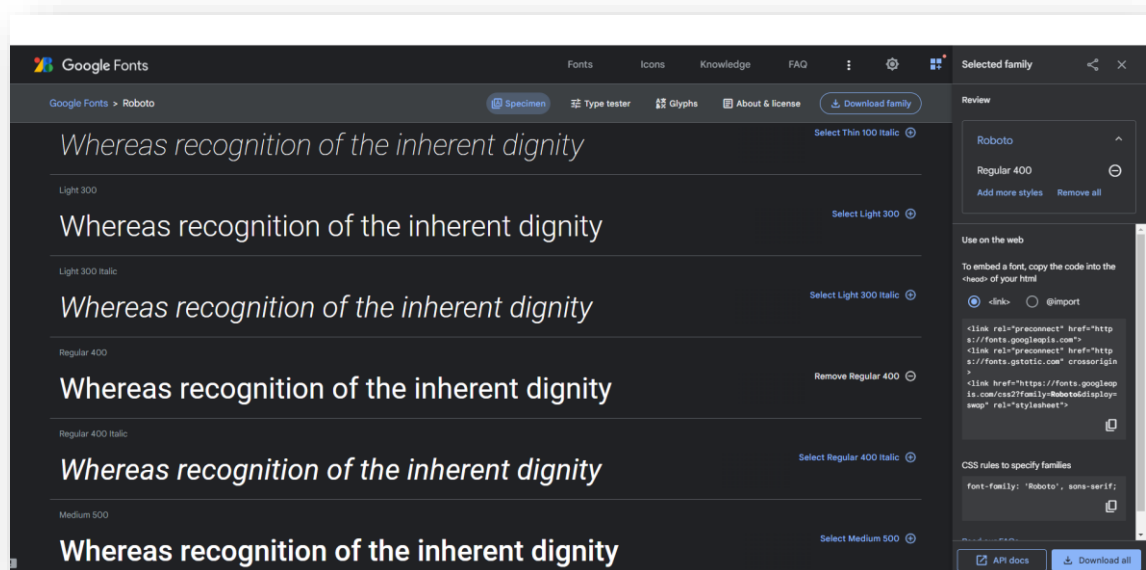 Google Fonts
Fonts
Icons
Knowledge
FAQ
Google Fonts > Roboto
Specimen
Type tester
Glyphs
About & license
Download family
Whereas recognition of the inherent dignity
Select Thin 100 Italic
Light 300
Whereas recognition of the inherent dignity
Select Light 300
Light 300 Italic
Whereas recognition of the inherent dignity
Select Light 300 Italic
Regular 400
Whereas recognition of the inherent dignity
Remove Regular 400
Regular 400 Italic
Whereas recognition of the inherent dignity
Select Regular 400 Italic
Medium 500
Whereas recognition of the inherent dignity
Select Medium 500
Selected family
Review
Roboto
Regular 400
Add more styles
Remove all
Use on the web
To embed a font, copy the code into the
<head> of your html
<link>
@import
<link rel="preconnect" href="http
s://fonts.googleapis.com">
<link rel="preconnect" href="http
s://fonts.gstatic.com" crossorigin
>
<link href="https://fonts.googleap
is.com/css2?family=Roboto&display=
swap" rel="stylesheet">
CSS rules to specify families
font-family: 'Roboto', sans-serif;
API docs
Download all